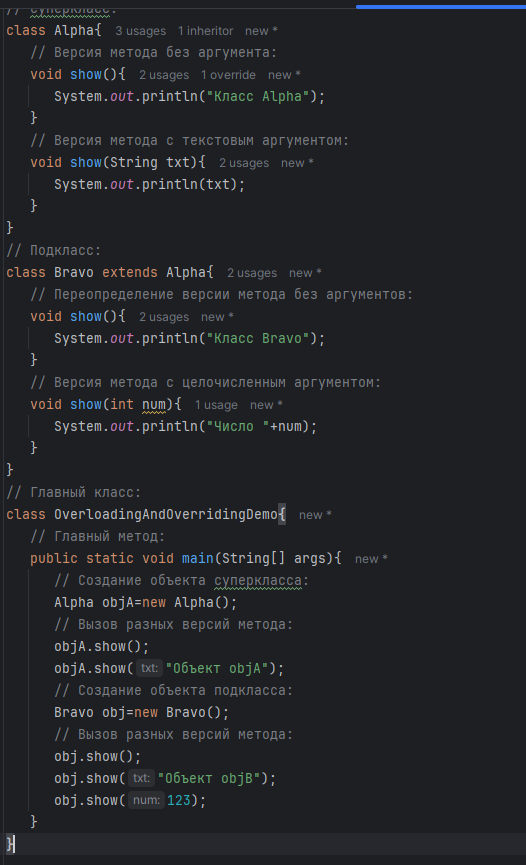 // суперкласс:
class Alpha{ 3 usages 1 inheritor new *
// Версия метода без аргумента:
void show(){ 2 usages 1 override new *
System.out.println("Класс Alpha");
}
// Версия метода с текстовым аргументом:
void show(String txt){ 2 usages new *
System.out.println(txt);
}
}
// Подкласс:
class Bravo extends Alpha{ 2 usages new *
// Переопределение версии метода без аргументов:
void show(){ 2 usages new *
System.out.println("Класс Bravo");
}
// Версия метода с целочисленным аргументом:
void show(int num){ 1 usage new *
System.out.println("Число "+num);
}
}
// Главный класс:
class OverloadingAndOverridingDemo{ new *
// Главный метод:
public static void main(String[] args){ new *
// Создание объекта суперкласса:
Alpha objA=new Alpha();
// Вызов разных версий метода:
objA.show();
objA.show( txt: "Объект objA");
// Создание объекта подкласса:
Bravo obj=new Bravo();
// Вызов разных версий метода:
obj.show();
obj.show( txt: "Объект objB");
obj.show( num: 123);
}
}